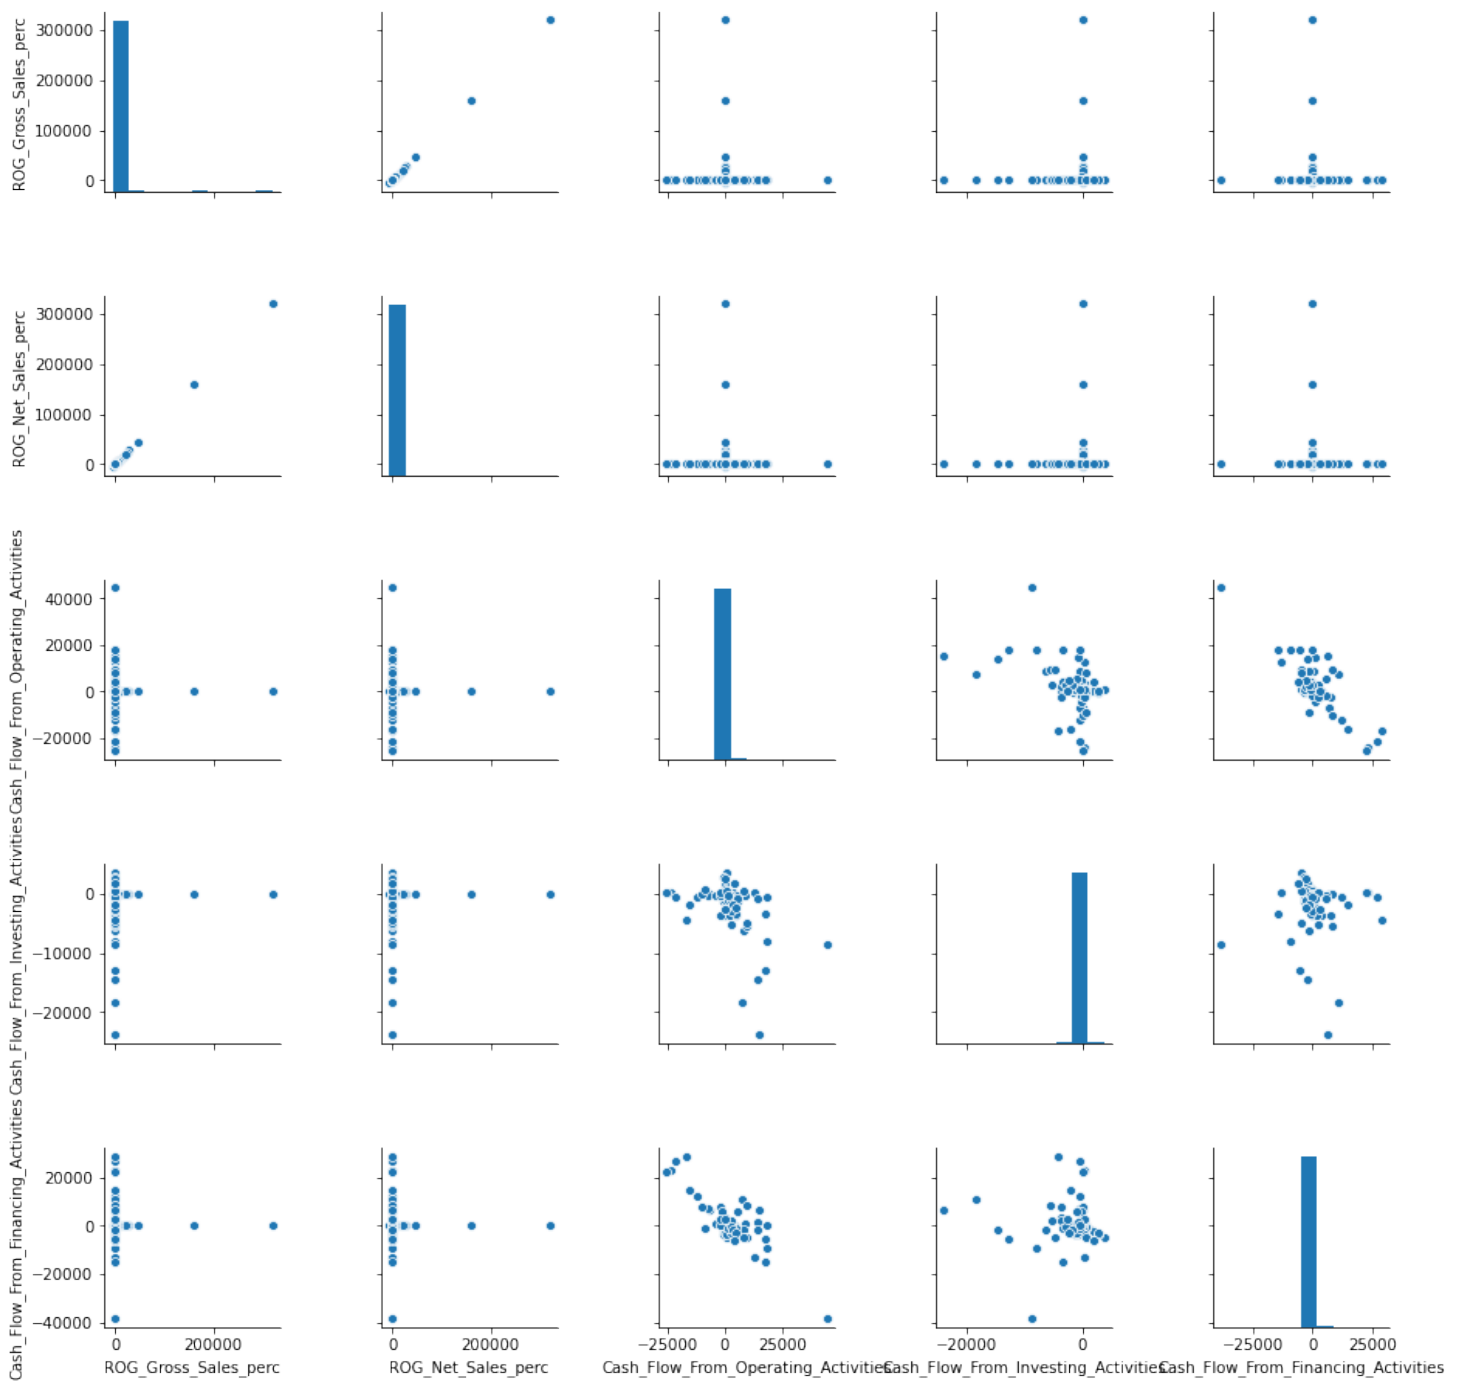 ROG_Gross_Sales_perc
300000
200000
100000
0
ROG_Net_Sales_perc
300000
200000
100000
0
Cash_Flow_From_Operating_Activities
40000
20000
0
−20000
Cash_Flow_From_Investing_Activities
0
−10000
−20000
Cash_Flow_From_Financing_Activities
20000
0
−20000
−40000
0 200000
ROG_Gross_Sales_perc
0 200000
ROG_Net_Sales_perc
−25000 0 25000
Cash_Flow_From_Operating_Activities
−20000 0
Cash_Flow_From_Investing_Activities
−25000 0 25000
Cash_Flow_From_Financing_Activities